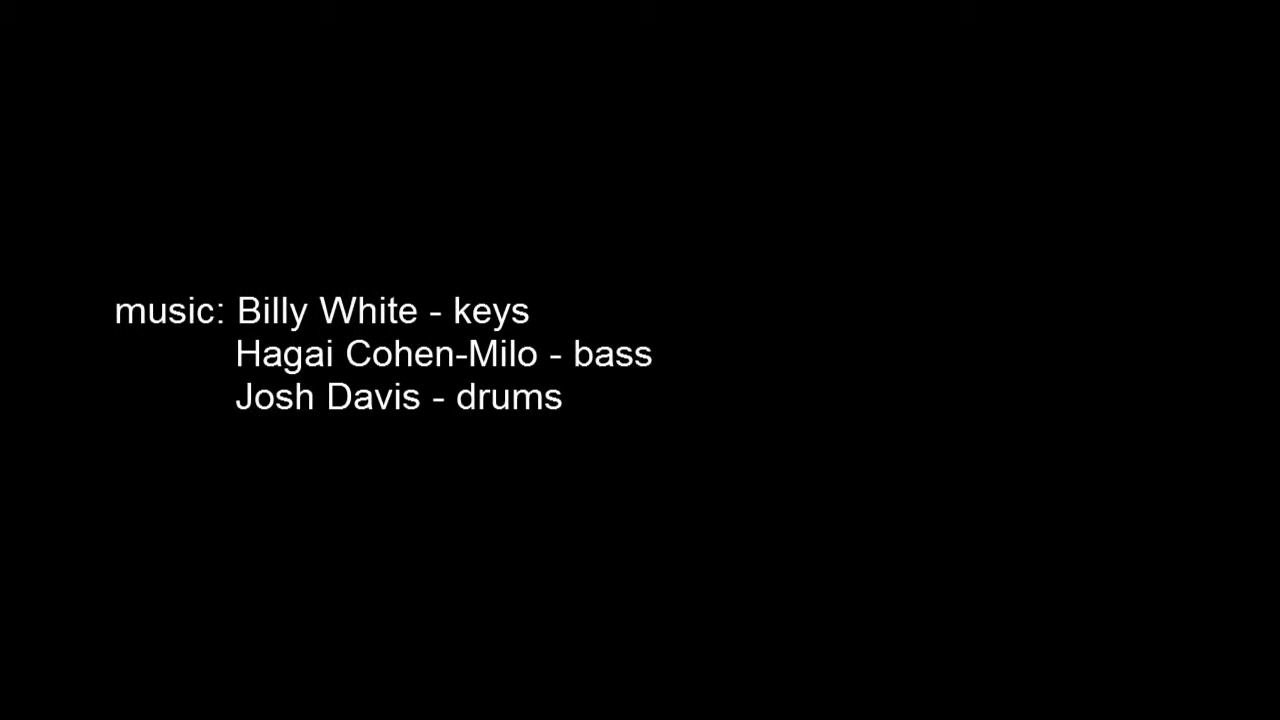 music: Billy White - keys
Hagai Cohen-Milo - bass
Josh Davis - drums